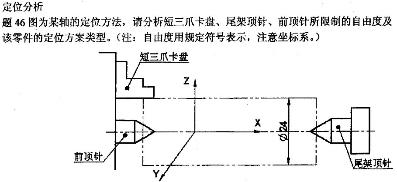 定位分析
题 46 图为某轴的定位方法，请分析短三爪卡盘、尾架顶针、前顶针所限制的自由度及
该零件的定位方案类型。（注：自由度用规定符号表示，注意坐标系。）
短三爪卡盘
Z
X
Φ24
前顶针
Y
尾架顶针